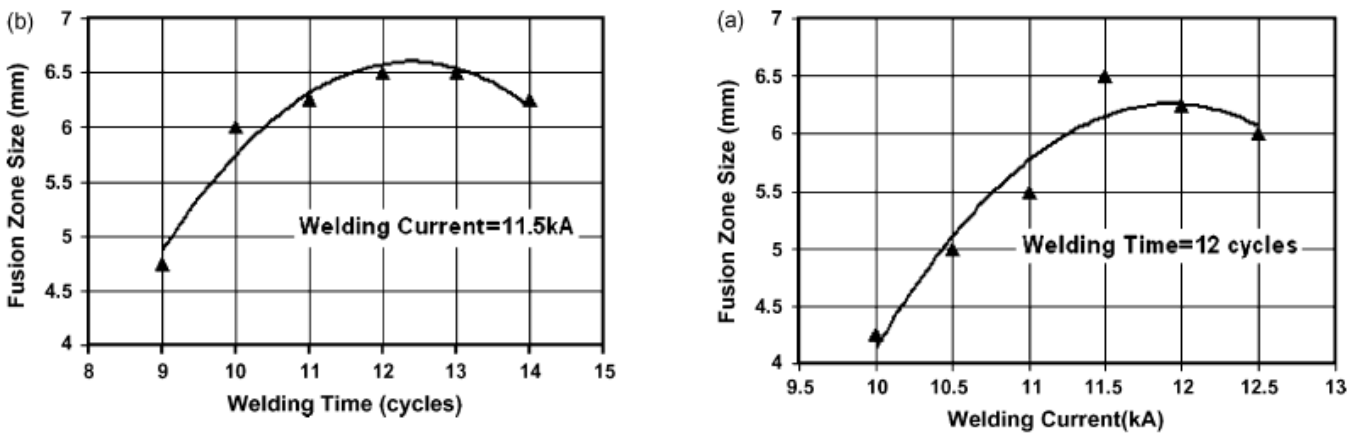 (b)
7
6.5
6
5.5
5
4.5
4
Fusion Zone Size (mm)
Welding Current=11.5kA
8 9 10 11 12 13 14 15
Welding Time (cycles)
(a)
7
6.5
6
5.5
5
4.5
4
Fusion Zone Size (mm)
Welding Time=12 cycles
9.5 10 10.5 11 11.5 12 12.5 13
Welding Current(kA)